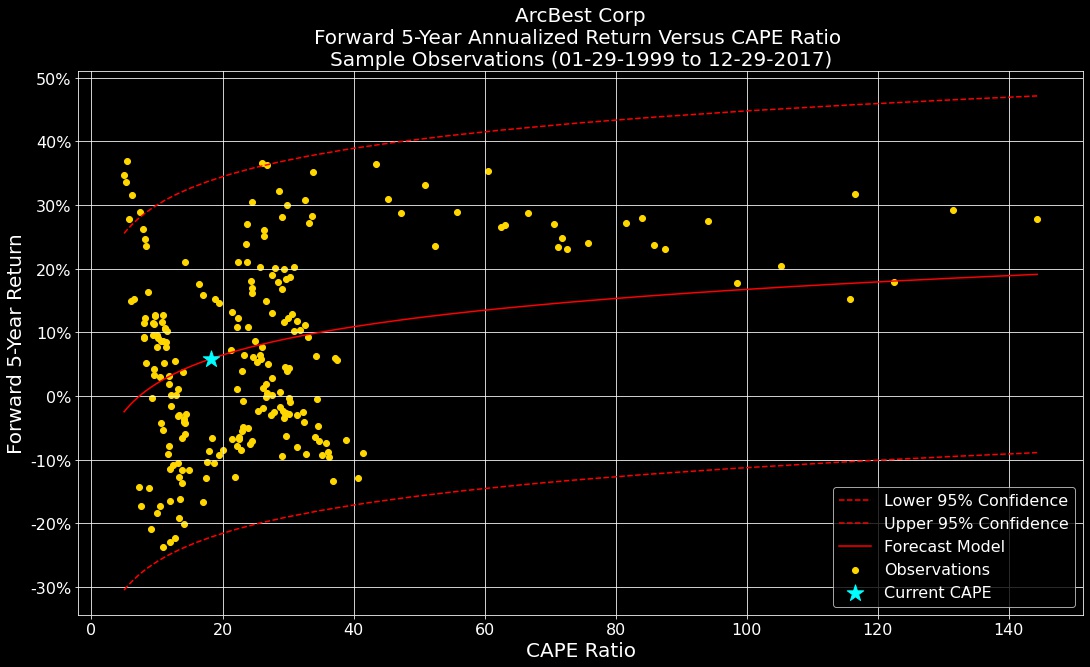 ArcBest Corp
Forward 5-Year Annualized Return Versus CAPE Ratio
Sample Observations (01-29-1999 to 12-29-2017)
50%
40%
30%
20%
10%
0%
-10%
-20%
-30%
Forward 5-Year Return
Lower 95% Confidence
Upper 95% Confidence
Forecast Model
Observations
Current CAPE
0 20 40 60 80 100 120 140
CAPE Ratio